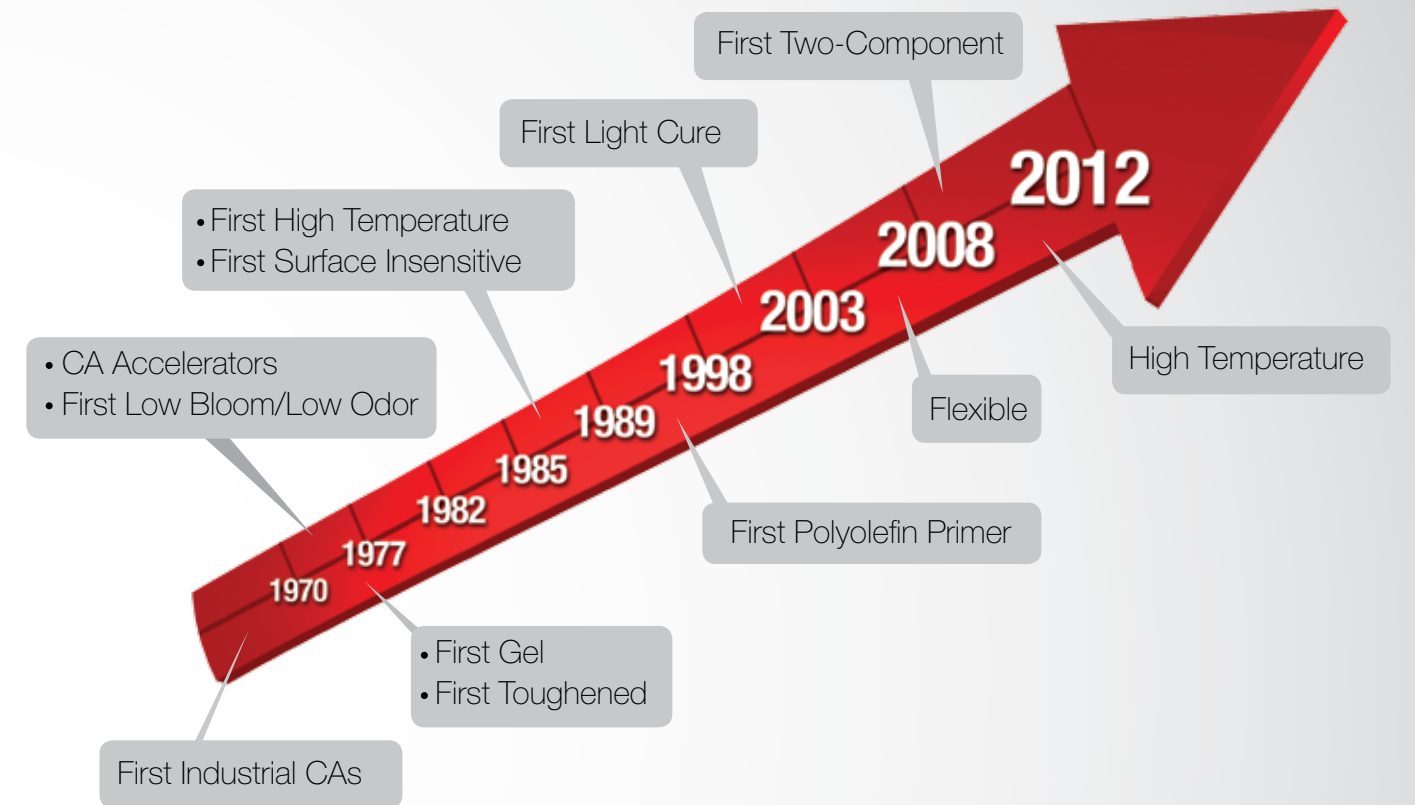 First Two-Component
First Light Cure
• First High Temperature
• First Surface Insensitive
• CA Accelerators
• First Low Bloom/Low Odor
2012
2008
2003
1998
1989
1985
1982
1977
1970
High Temperature
Flexible
First Polyolefin Primer
• First Gel
• First Toughened
First Industrial CAs